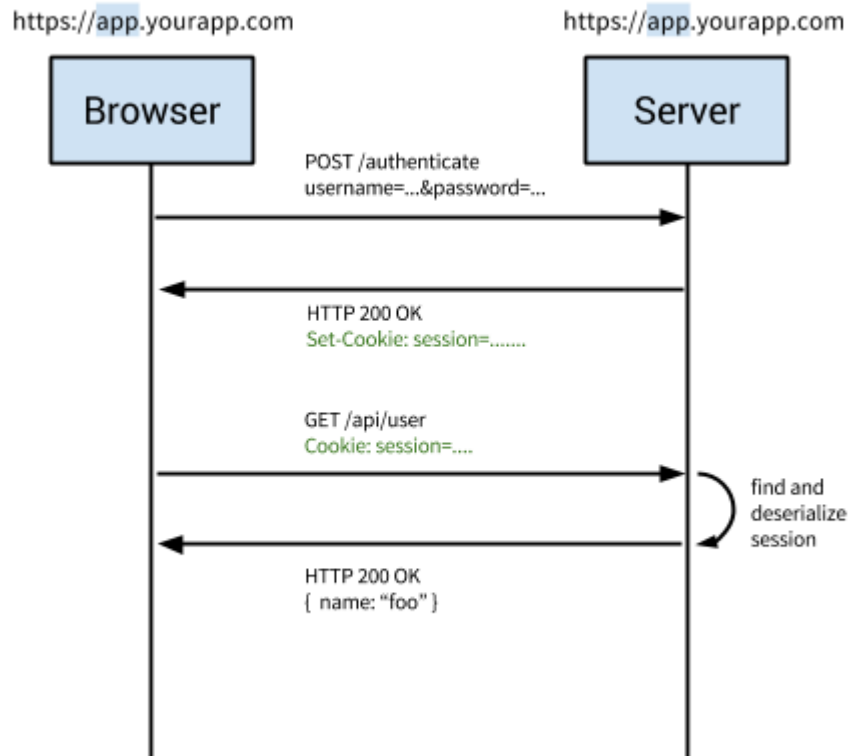 https://app.yourapp.com
https://app.yourapp.com
Browser
Server
POST /authenticate
username=...&password=...
HTTP 200 OK
Set-Cookie: session=.......
GET /api/user
Cookie: session=....
find and
deserialize
session
HTTP 200 OK
{ name: “foo” }